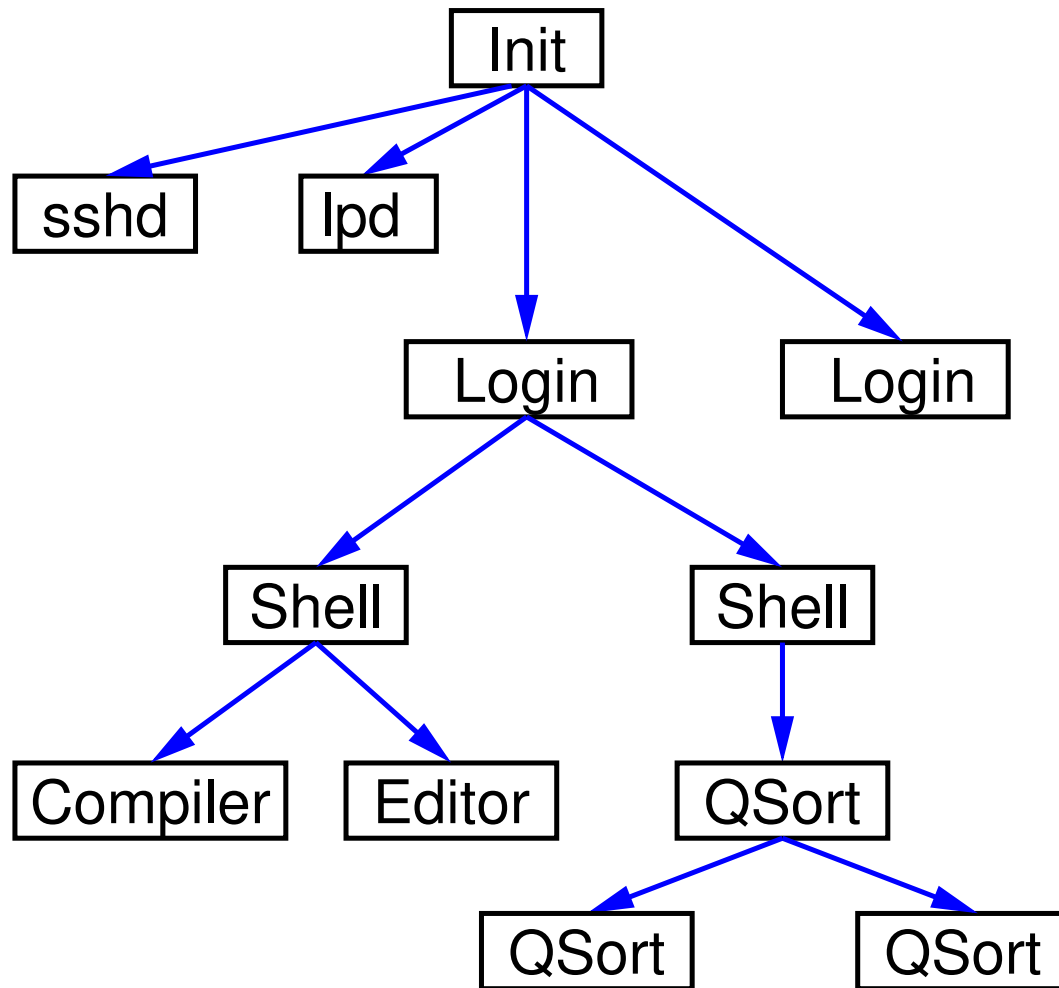 Init
sshd
lpd
Login
Login
Shell
Shell
Compiler
Editor
QSort
QSort
QSort